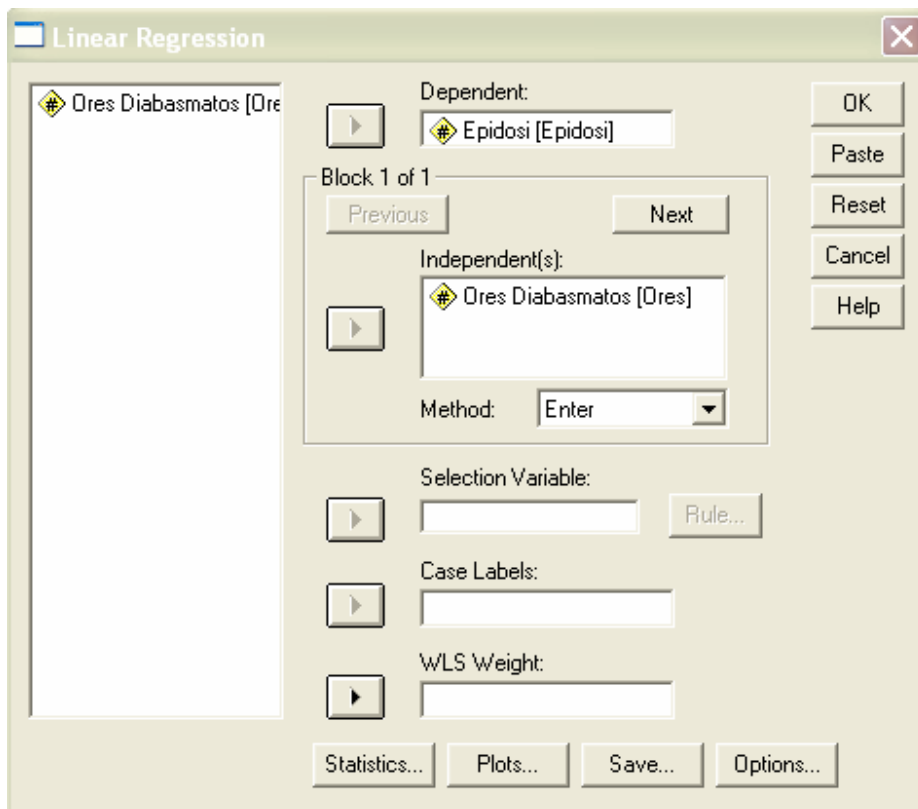 Linear Regression
Ores Diabasmatos [Ore
Dependent:
Epidosi [Epidosi]
Block 1 of 1
Previous
Next
Independent(s):
Ores Diabasmatos [Ores]
Method:
Enter
Selection Variable:
Rule...
Case Labels:
WLS Weight:
OK
Paste
Reset
Cancel
Help
Statistics...
Plots...
Save...
Options...